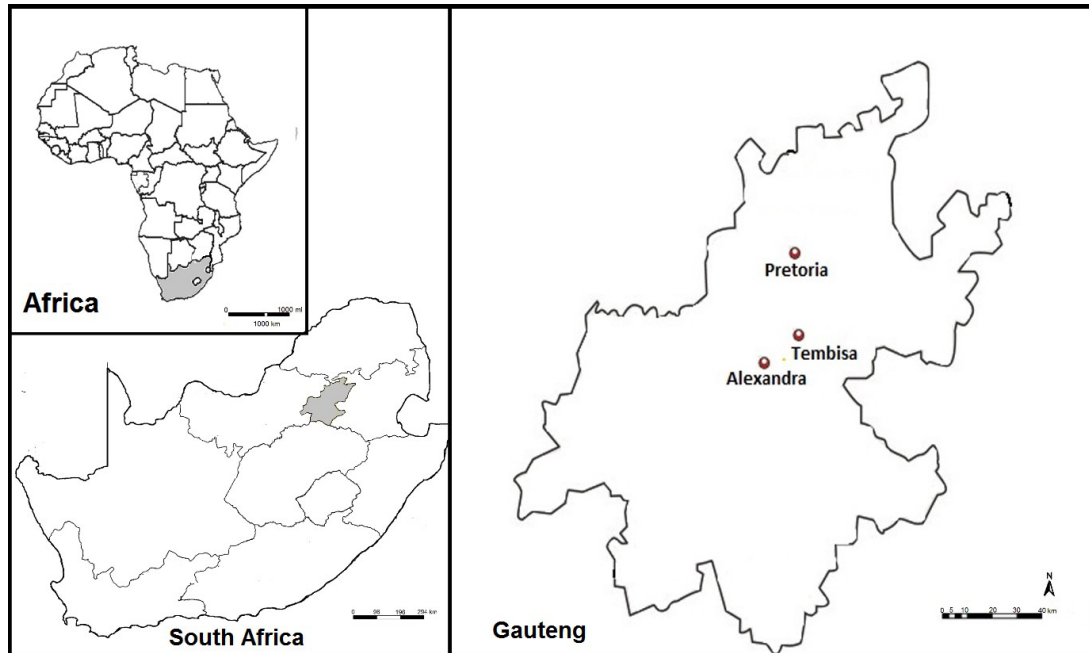 Africa
0 1000 ml
1000 km
South Africa
0 98 196 294 km
Pretoria
Tembisa
Alexandra
Gauteng
N
0 5 10 20 30 40 km